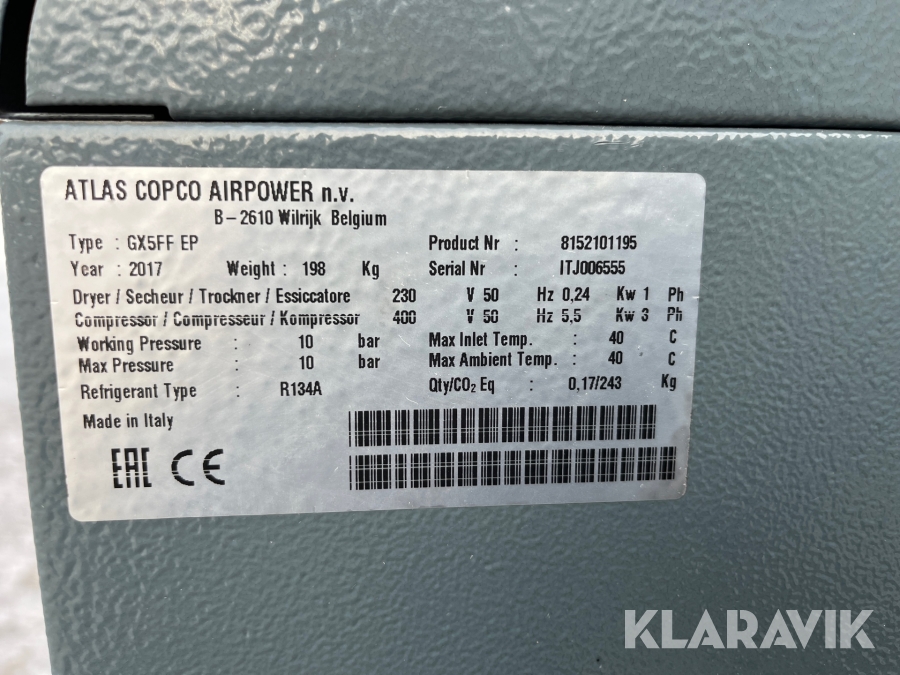 ATLAS COPCO AIRPOWER n.v.
B-2610 Wilrijk Belgium
Type : GX5FF EP Product Nr : 8152101195
Year : 2017 Weight : 198 Kg Serial Nr : ITJ006555
Dryer / Secheur / Trockner / Essiccatore 230 V 50 Hz 0,24 Kw 1 Ph
Compressor / Compresseur / Kompressor 400 V 50 Hz 5,5 Kw 3 Ph
Working Pressure : 10 bar Max Inlet Temp. : 40 C
Max Pressure : 10 bar Max Ambient Temp. : 40 C
Refrigerant Type : R134A Qty/CO₂ Eq : 0,17/243 Kg
Made in Italy
EAC CE
KLARAVIK